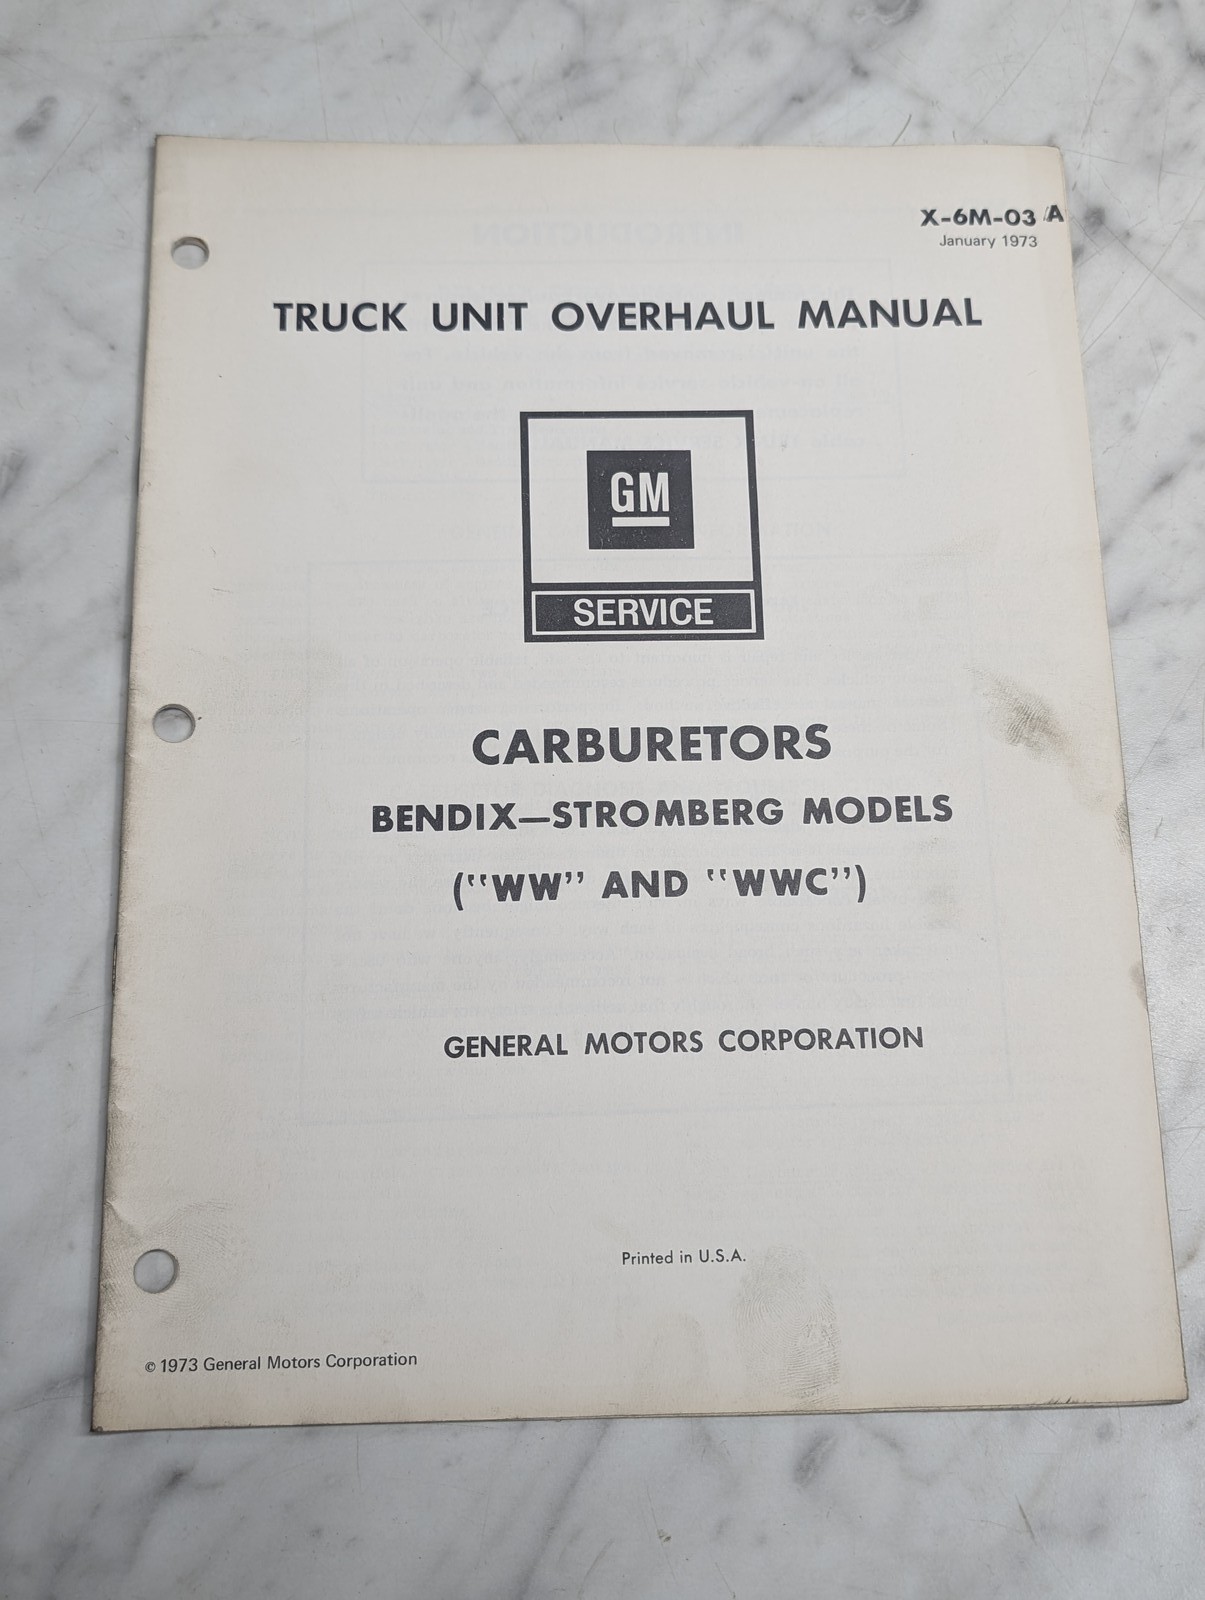 X-6M-03 A
January 1973
TRUCK UNIT OVERHAUL MANUAL
GM
SERVICE
CARBURETORS
BENDIX—STROMBERG MODELS
(“WW” AND “WWC”)
GENERAL MOTORS CORPORATION
Printed in U.S.A.
© 1973 General Motors Corporation